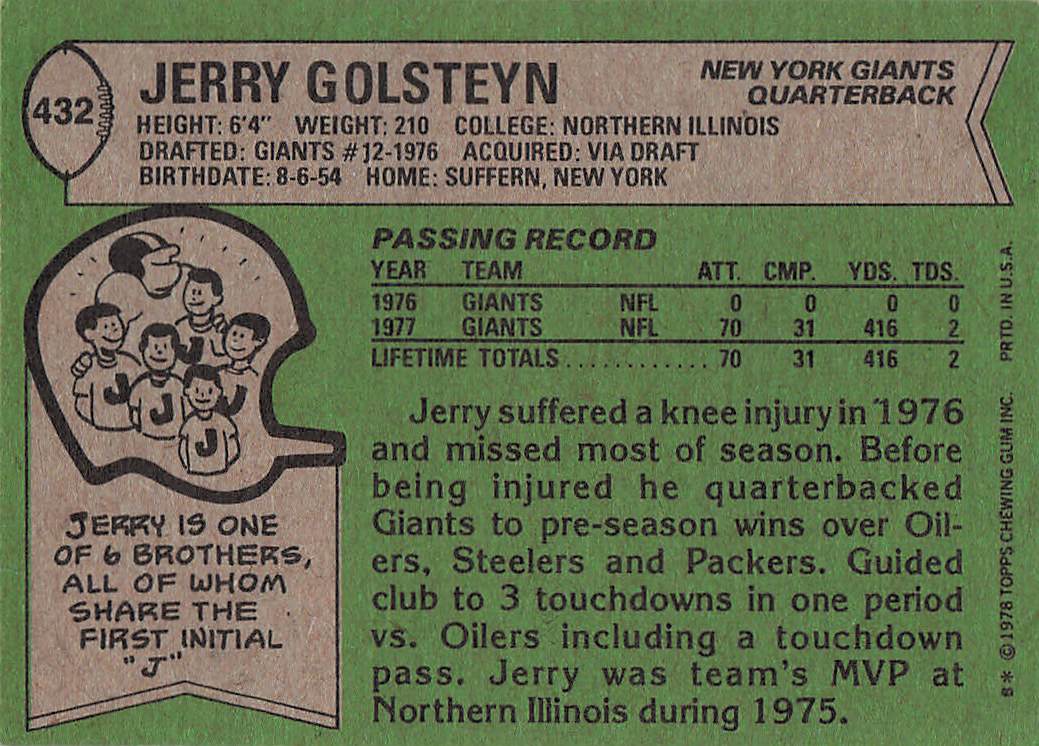 432
JERRY GOLSTEYN
NEW YORK GIANTS
QUARTERBACK
HEIGHT: 6'4" WEIGHT: 210 COLLEGE: NORTHERN ILLINOIS
DRAFTED: GIANTS #12-1976 ACQUIRED: VIA DRAFT
BIRTHDATE: 8-6-54 HOME: SUFFERN, NEW YORK
PASSING RECORD
YEAR TEAM ATT. CMP. YDS. TDS.
1976 GIANTS NFL 0 0 0 0
1977 GIANTS NFL 70 31 416 2
LIFETIME TOTALS............ 70 31 416 2
Jerry suffered a knee injury in 1976
and missed most of season. Before
being injured he quarterbacked
Giants to pre-season wins over Oil-
ers, Steelers and Packers. Guided
club to 3 touchdowns in one period
vs. Oilers including a touchdown
pass. Jerry was team's MVP at
Northern Illinois during 1975.
J
J
J
J
J
JERRY IS ONE
OF 6 BROTHERS,
ALL OF WHOM
SHARE THE
FIRST INITIAL
"J"
** © 1978 TOPPS CHEWING GUM INC. PRTD. IN U.S.A.